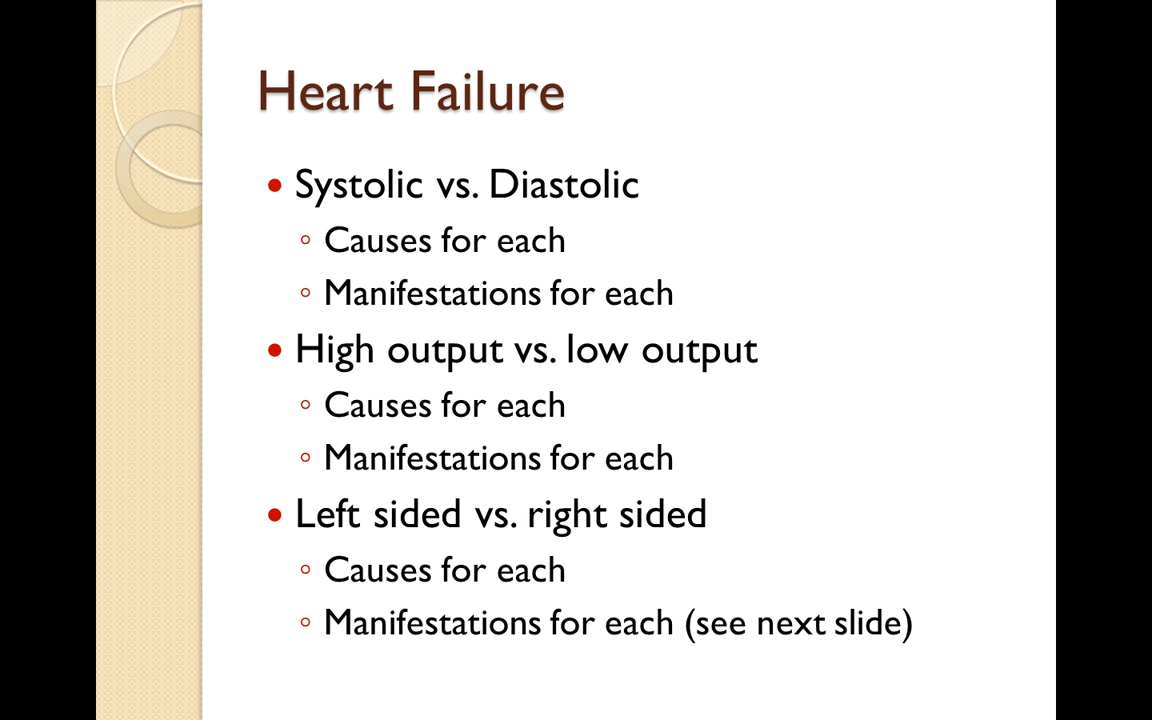 Heart Failure
• Systolic vs. Diastolic
◦ Causes for each
◦ Manifestations for each
• High output vs. low output
◦ Causes for each
◦ Manifestations for each
• Left sided vs. right sided
◦ Causes for each
◦ Manifestations for each (see next slide)